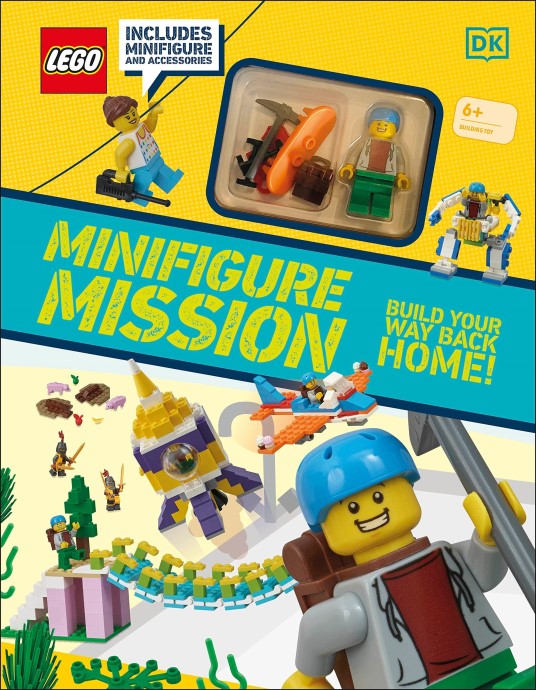 LEGO
INCLUDES
MINIFIGURE
AND ACCESSORIES
DK
6+
BUILDING TOY
MINIFIGURE
MISSION
BUILD YOUR
WAY BACK
HOME!